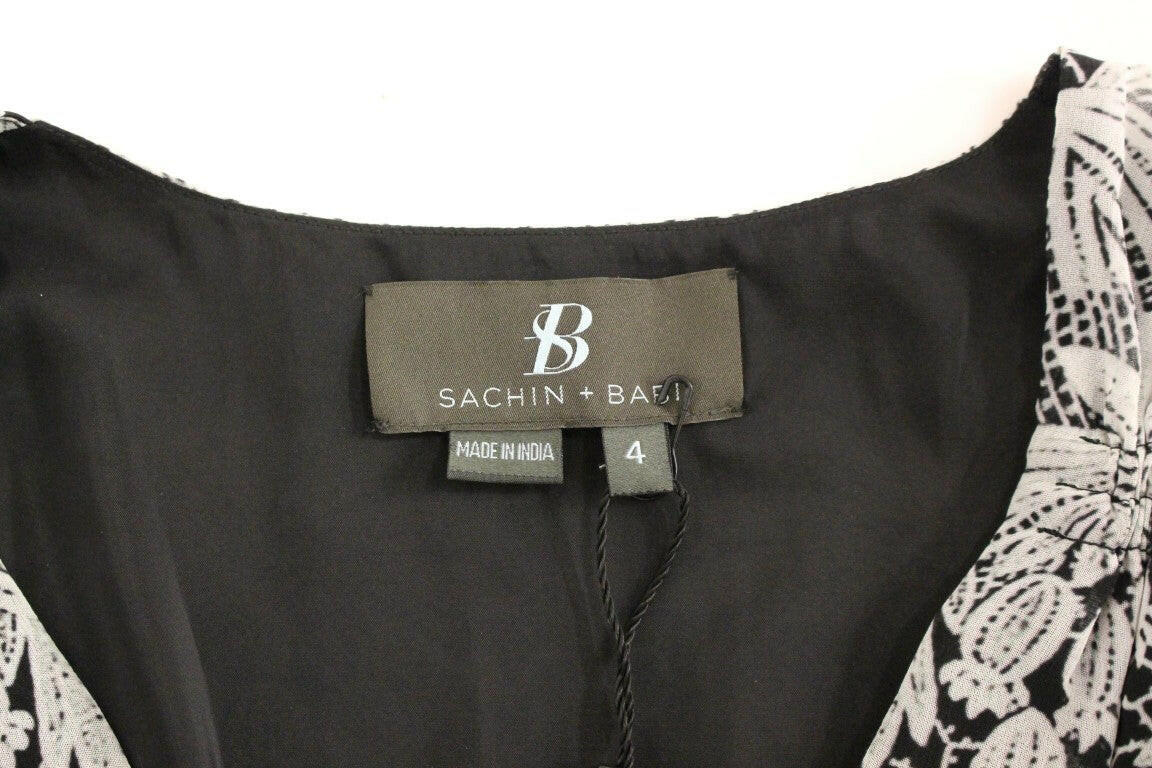 SB
SACHIN + BABI
MADE IN INDIA
4